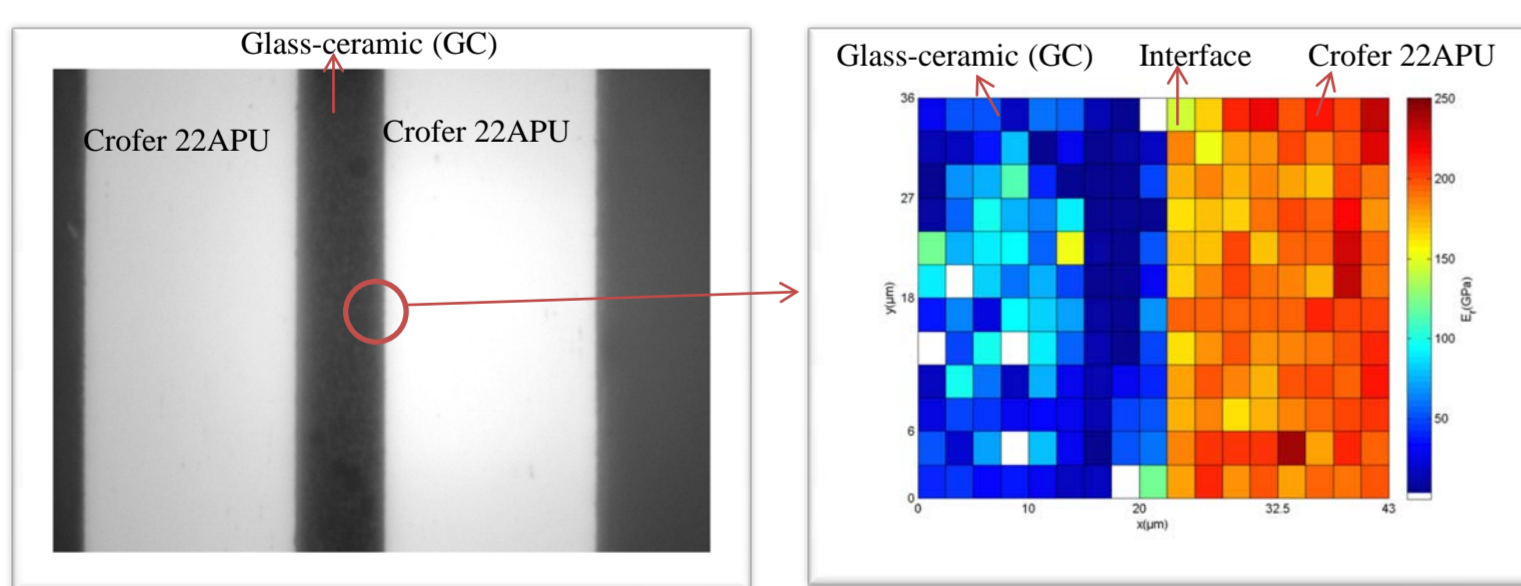 Glass-ceramic (GC)
Crofer 22APU
Crofer 22APU
Glass-ceramic (GC) Interface Crofer 22APU
36
27
18
6
0
y(μm)
0 10 20 32.5 43
x(μm)
250
200
150
100
50
Er(GPa)